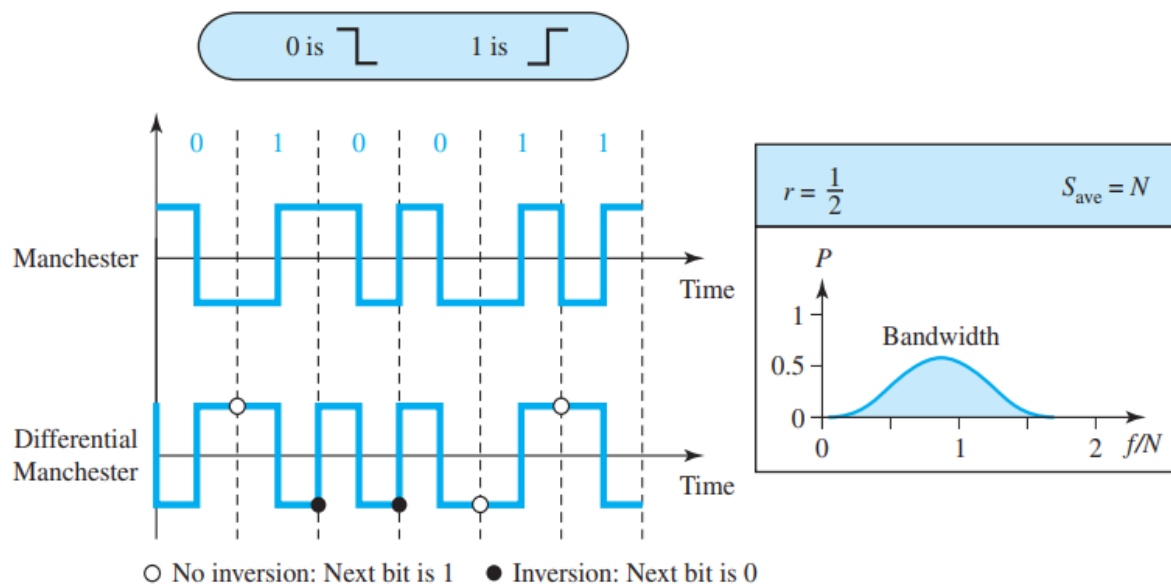 0 is 1 is
0 1 0 0 1 1
Manchester
Time
Differential
Manchester
Time
○ No inversion: Next bit is 1 ● Inversion: Next bit is 0
r = 1/2 S_ave = N
P
1
Bandwidth
0.5
0
0 1 2 f/N